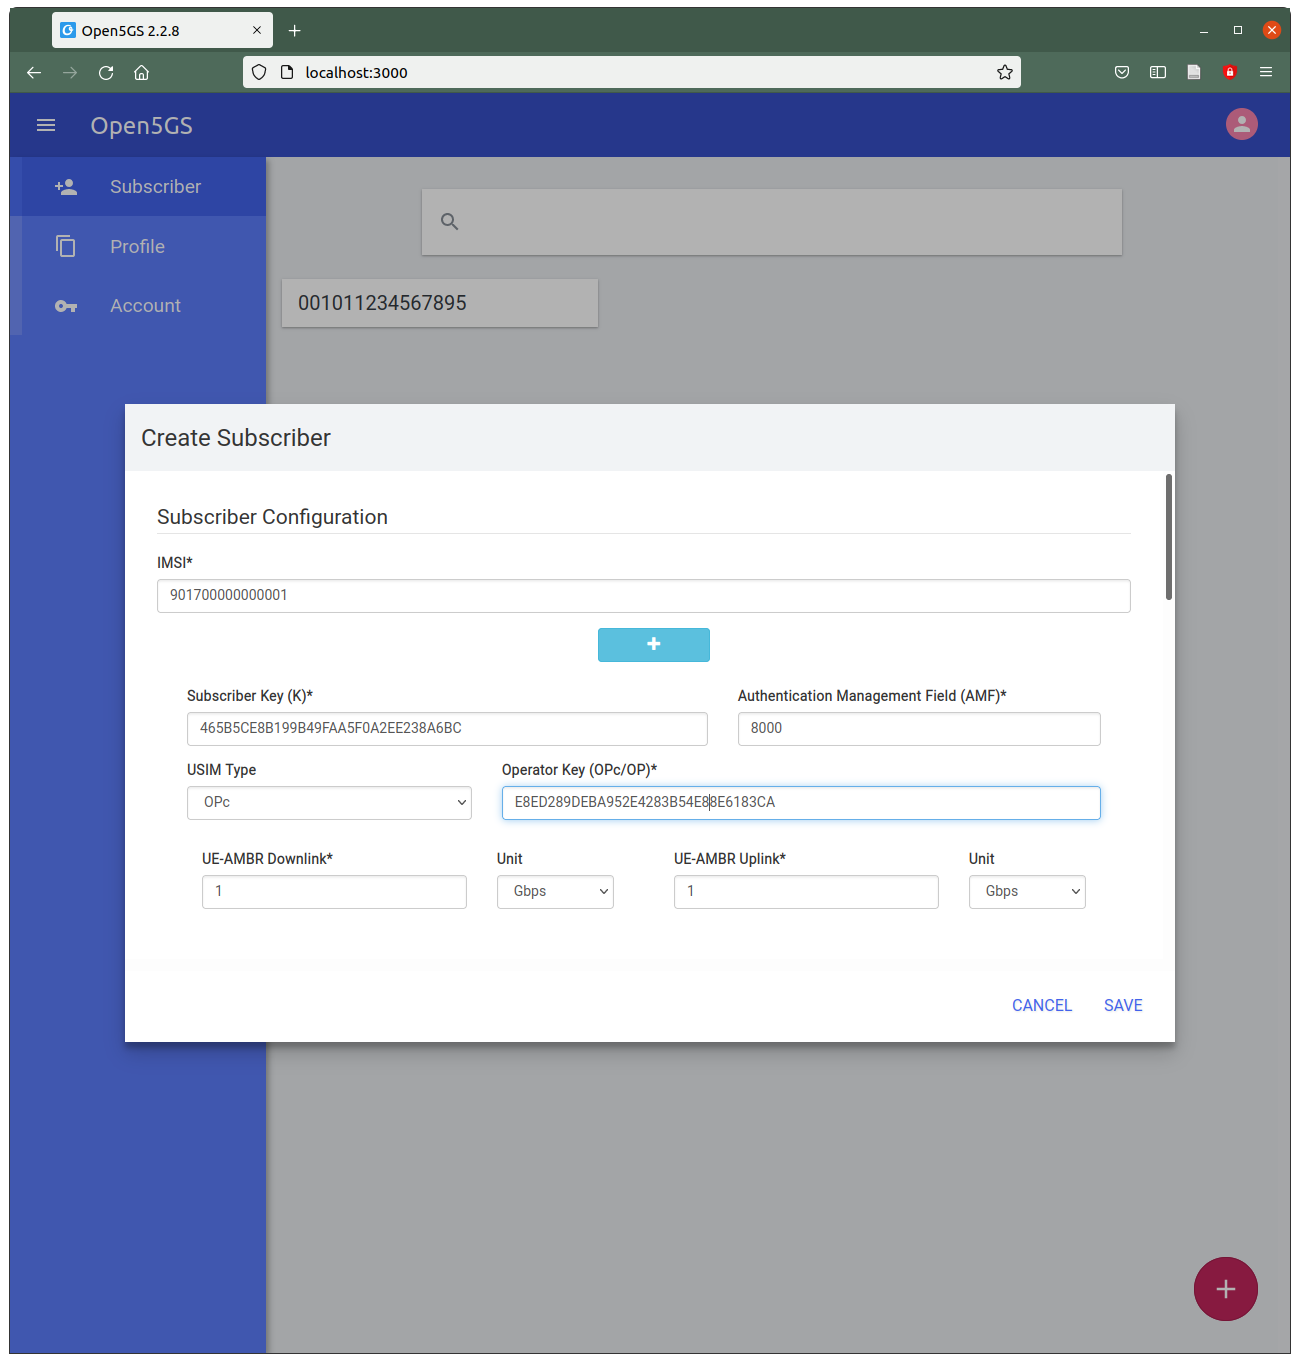 Open5GS 2.2.8
localhost:3000
Open5GS
Subscriber
Profile
Account
001011234567895
Create Subscriber
Subscriber Configuration
IMSI*
901700000000001
Subscriber Key (K)* Authentication Management Field (AMF)*
465B5CE8B199B49FAA5F0A2EE238A6BC 8000
USIM Type Operator Key (OPc/OP)*
OPc E8ED289DEBA952E4283B54E88E6183CA
UE-AMBR Downlink* Unit UE-AMBR Uplink* Unit
1 Gbps 1 Gbps
CANCEL SAVE